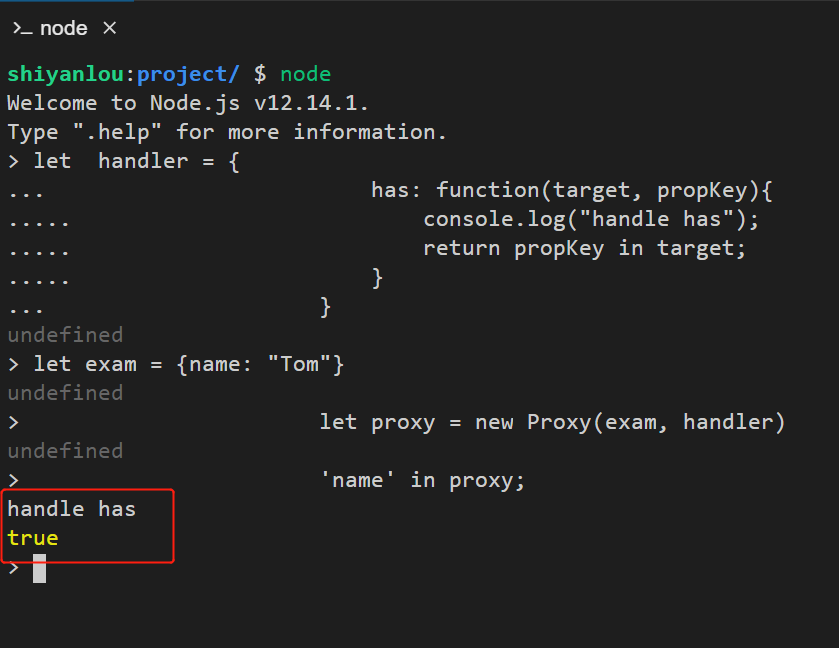 >_ node ×
shiyanlou:project/ $ node
Welcome to Node.js v12.14.1.
Type ".help" for more information.
> let  handler = {
...                         has: function(target, propKey){
.....                           console.log("handle has");
.....                           return propKey in target;
.....                       }
...                     }
undefined
> let exam = {name: "Tom"}
undefined
>                       let proxy = new Proxy(exam, handler)
undefined
>                       'name' in proxy;
handle has
true
>